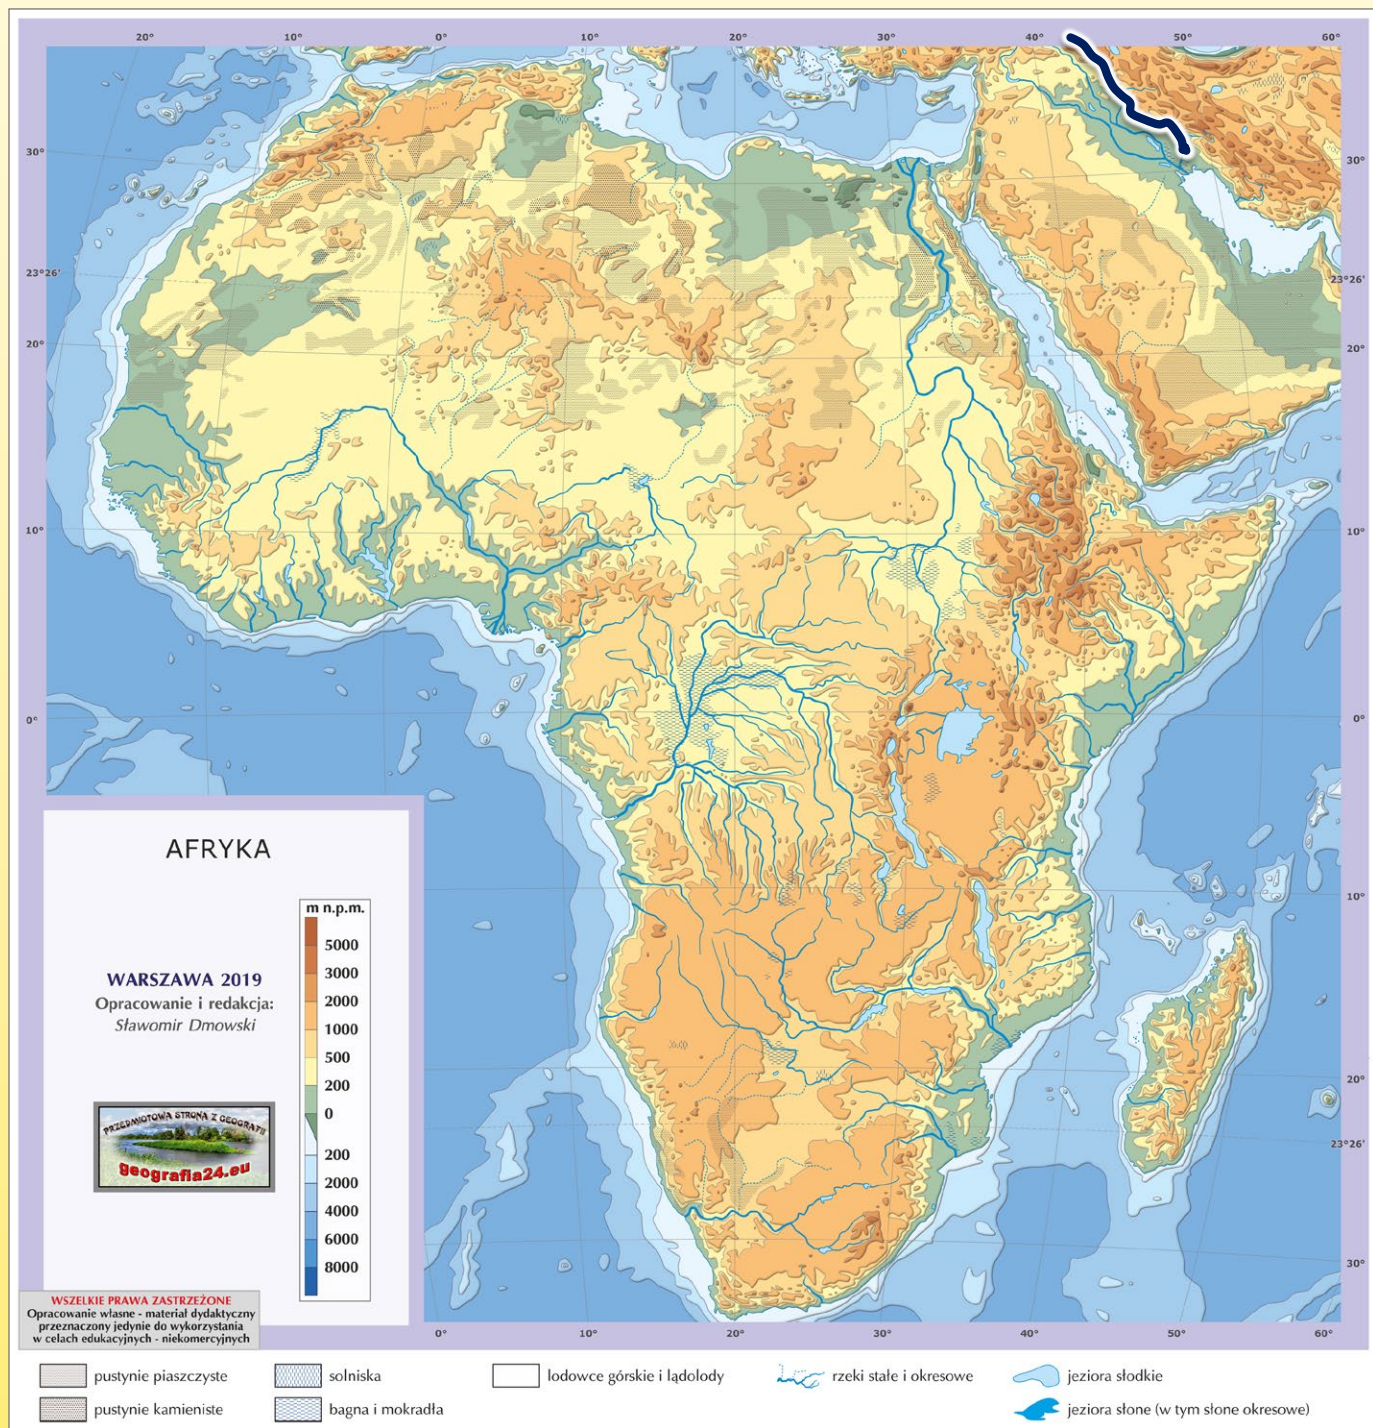 20° 10° 0° 10° 20° 30° 40° 50° 60°
30° 30°
23°26' 23°26'
20° 20°
10° 10°
0° 0°
10°
20°
23°26'
30°
AFRYKA
WARSZAWA 2019
Opracowanie i redakcja:
Sławomir Dmowski
PRZEDMIOTOWA STRONA Z GEOGRAFII
geografia24.eu
m n.p.m.
5000
3000
2000
1000
500
200
0
200
2000
4000
6000
8000
WSZELKIE PRAWA ZASTRZEŻONE
Opracowanie własne - materiał dydaktyczny
przeznaczony jedynie do wykorzystania
w celach edukacyjnych - niekomercyjnych
0° 10° 20° 30° 40° 50° 60°
pustynie piaszczyste
solniska
lodowce górskie i lądolody
rzeki stałe i okresowe
jeziora słodkie
pustynie kamieniste
bagna i mokradła
jeziora słone (w tym słone okresowe)